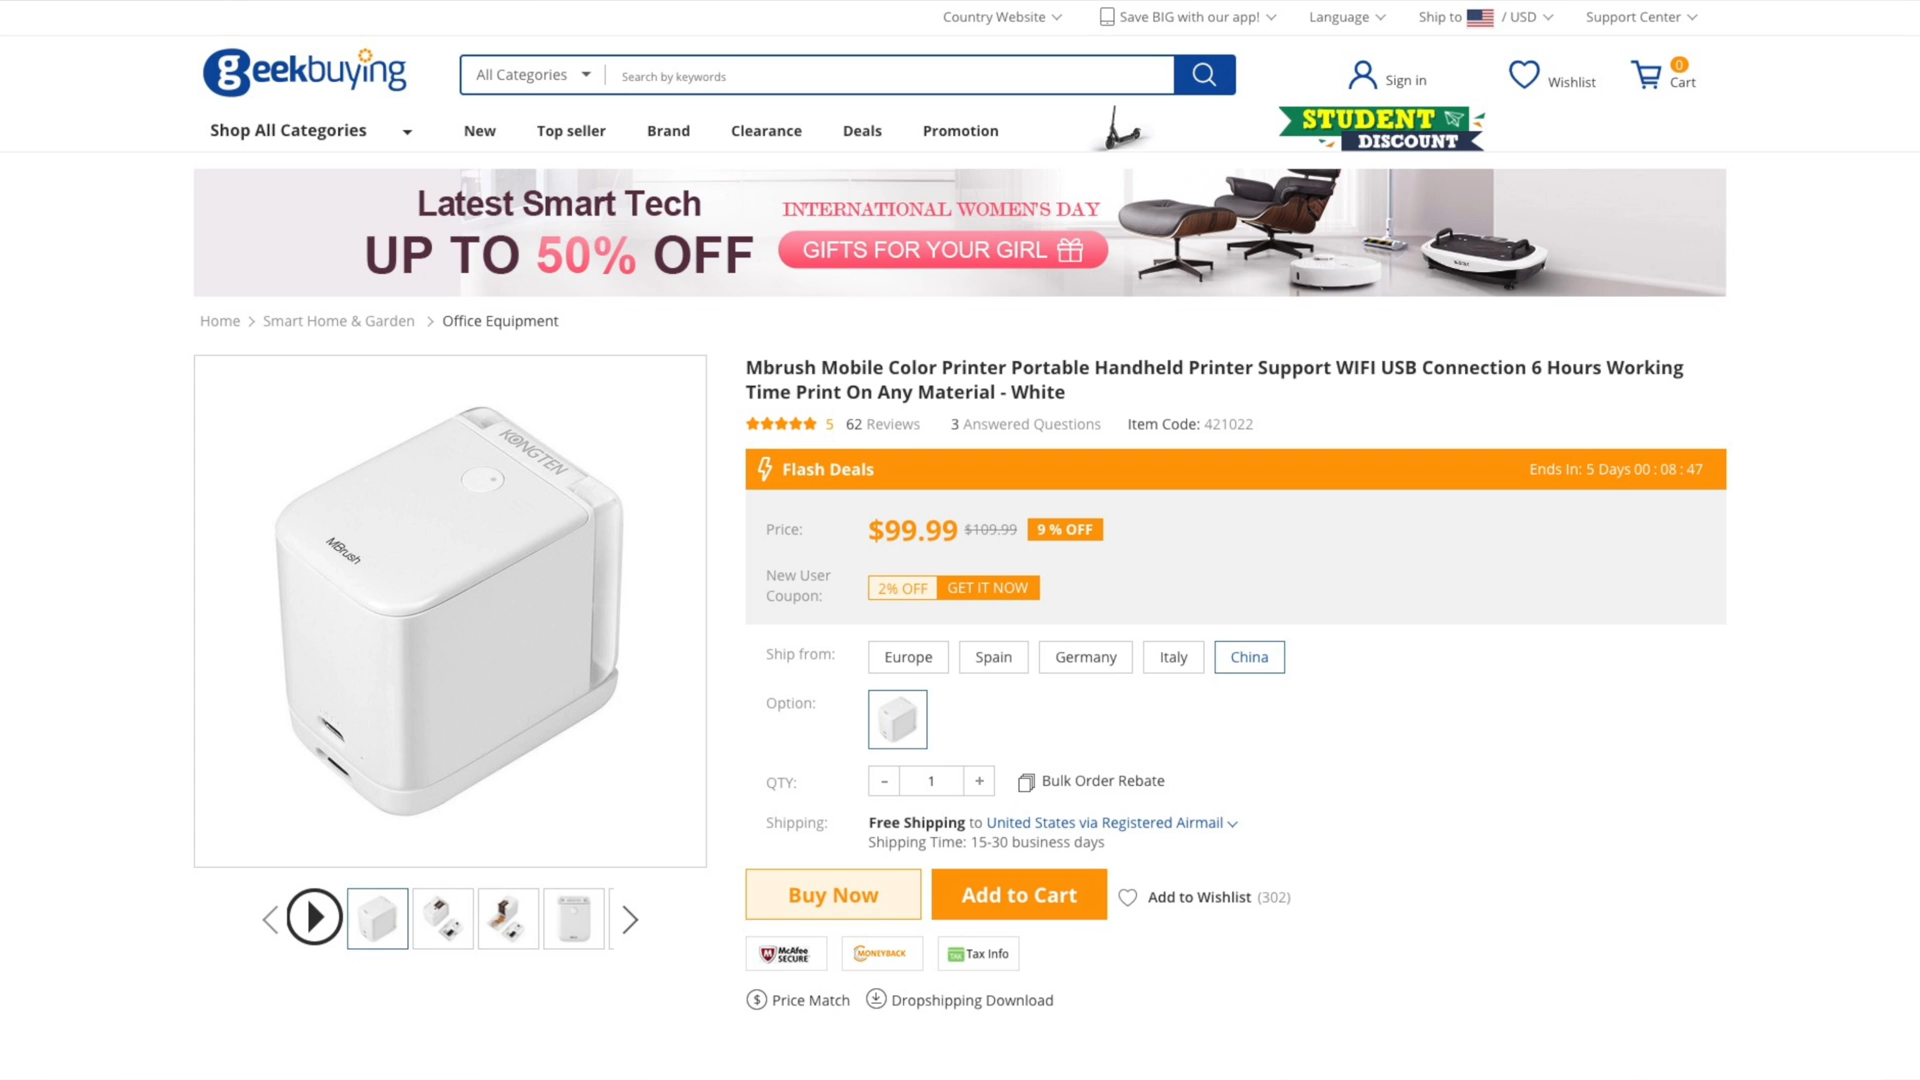 Country Website
Save BIG with our app!
Language
Ship to / USD
Support Center
geekbuying
All Categories
Search by keywords
Sign in
Wishlist
0
Cart
Shop All Categories
New
Top seller
Brand
Clearance
Deals
Promotion
STUDENT
DISCOUNT
Latest Smart Tech
UP TO 50% OFF
INTERNATIONAL WOMEN'S DAY
GIFTS FOR YOUR GIRL
Home > Smart Home & Garden > Office Equipment
KONGTEN
MBrush
Mbrush Mobile Color Printer Portable Handheld Printer Support WIFI USB Connection 6 Hours Working
Time Print On Any Material - White
5 62 Reviews 3 Answered Questions Item Code: 421022
Flash Deals
Ends In: 5 Days 00 : 08 : 47
Price: $99.99 $109.99 9 % OFF
New User
Coupon:
2% OFF GET IT NOW
Ship from: Europe Spain Germany Italy China
Option:
QTY: - 1 + Bulk Order Rebate
Shipping: Free Shipping to United States via Registered Airmail
Shipping Time: 15-30 business days
Buy Now
Add to Cart
Add to Wishlist (302)
McAfee
SECURE
MONEYBACK
TAX Tax Info
$ Price Match
Dropshipping Download